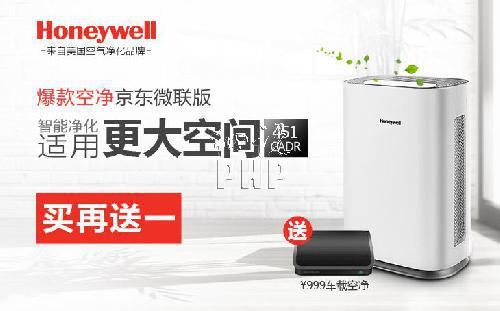 Honeywell
-来自美国空气净化品牌-
爆款空净京东微联版
智能净化
适用更大空间 451 CADR
PHP
买再送一
Honeywell
送
¥999车载空净